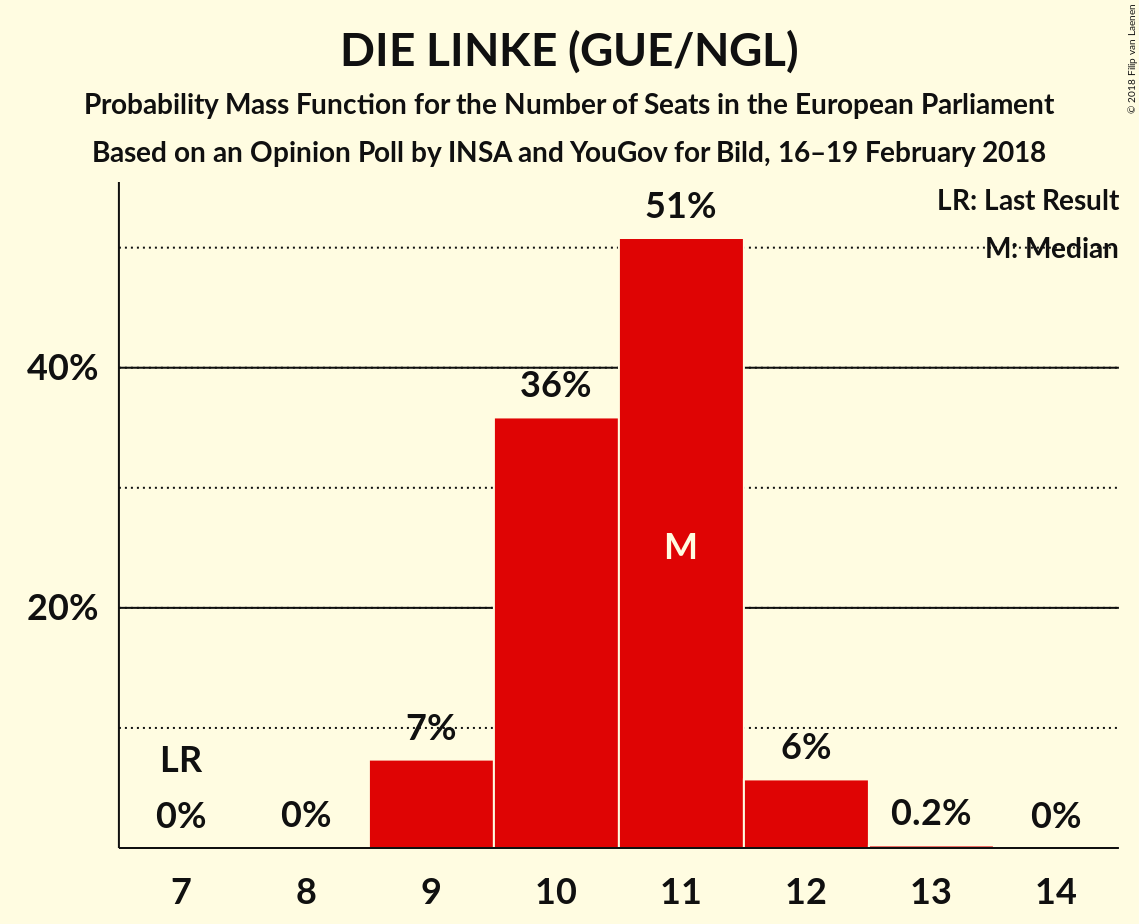 DIE LINKE (GUE/NGL)
Probability Mass Function for the Number of Seats in the European Parliament
Based on an Opinion Poll by INSA and YouGov for Bild, 16–19 February 2018
© 2018 Filip van Laenen
LR: Last Result
M: Median
51%
40%
36%
M
20%
7%
6%
LR
0%
0%
0.2%
0%
7 8 9 10 11 12 13 14